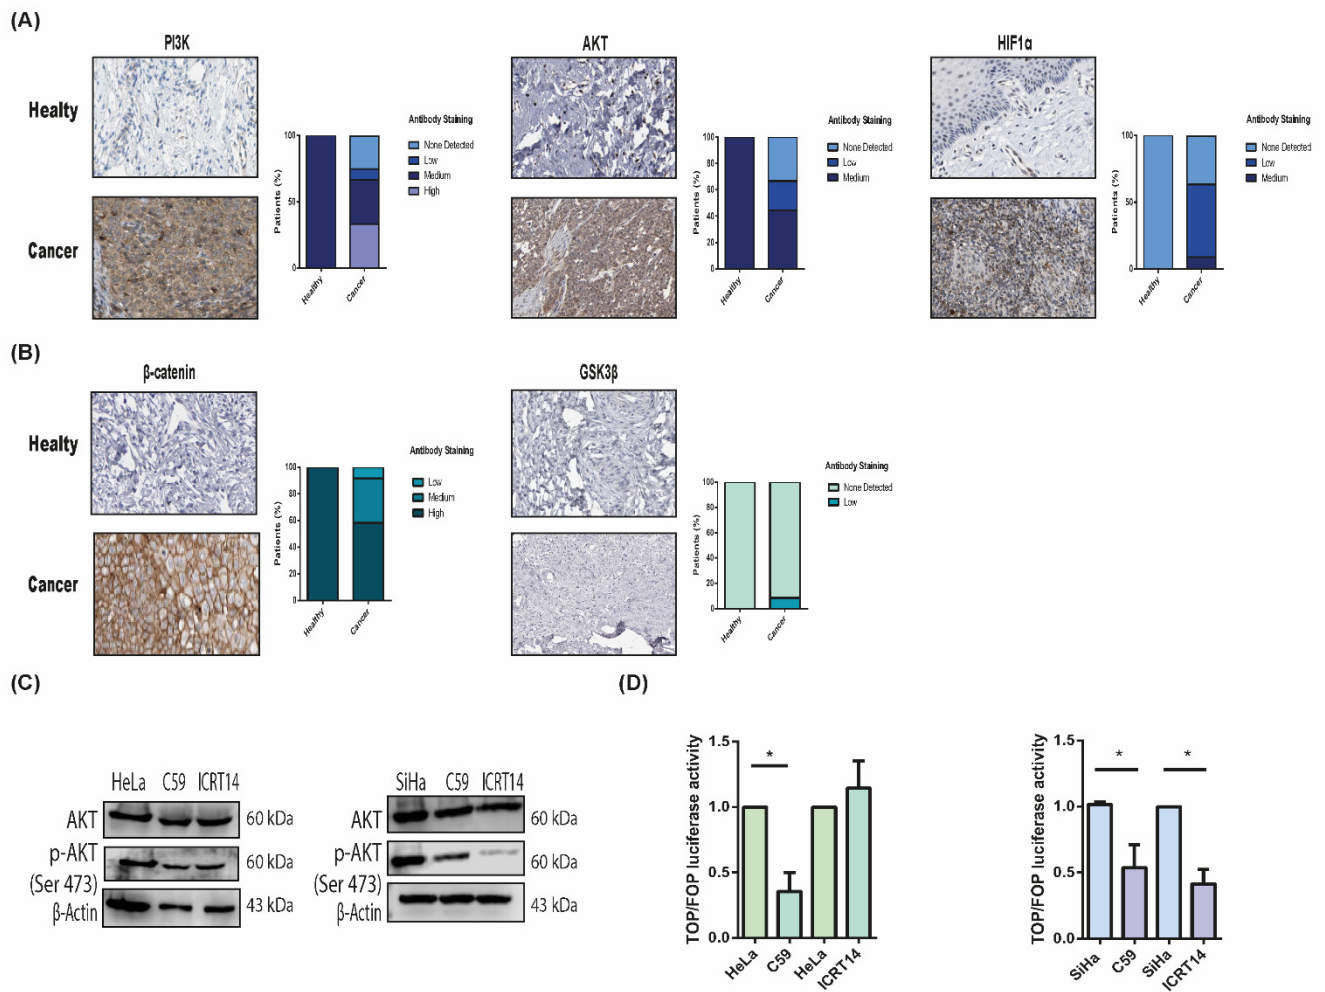 (A)
PI3K
AKT
HIF1α
Healty
Cancer
Patients (%)
100
50
0
Healthy
Cancer
Antibody Staining
None Detected
Low
Medium
High
Patients (%)
100
80
60
40
20
0
Healthy
Cancer
Antibody Staining
None Detected
Low
Medium
Patients (%)
100
50
0
Healthy
Cancer
Antibody Staining
None Detected
Low
Medium
(B)
β-catenin
GSK3β
Healty
Cancer
Patients (%)
100
80
60
40
20
0
Healthy
Cancer
Antibody Staining
Low
Medium
High
Patients (%)
100
80
60
40
20
0
Healthy
Cancer
Antibody Staining
None Detected
Low
(C)
HeLa C59 ICRT14
AKT 60 kDa
p-AKT 60 kDa
(Ser 473)
β-Actin 43 kDa
SiHa C59 ICRT14
AKT 60 kDa
p-AKT 60 kDa
(Ser 473)
β-Actin 43 kDa
(D)
TOP/FOP luciferase activity
1.5
1.0
0.5
0.0
*
HeLa
C59
HeLa
ICRT14
TOP/FOP luciferase activity
1.5
1.0
0.5
0.0
*
*
SiHa
C59
SiHa
ICRT14